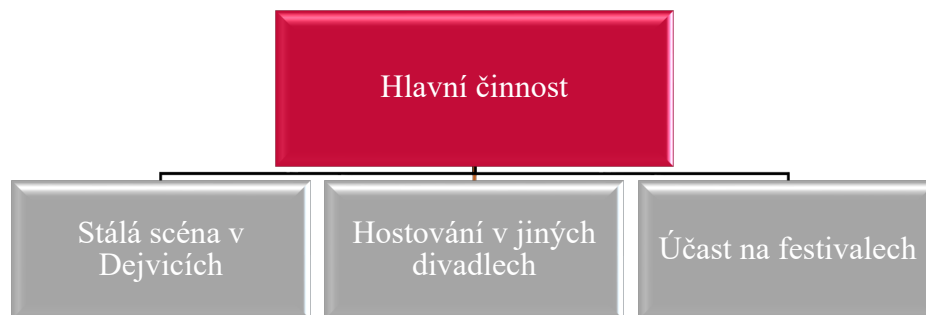 Hlavní činnost
Stálá scéna v
Dejvicích
Hostování v jiných
divadlech
Účast na festivalech